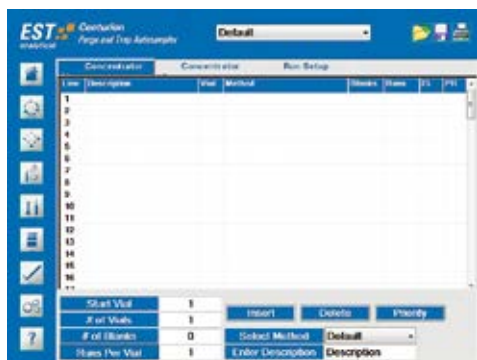 EST Centurion Default
analytical Purge and Trap Autosampler
Concentrator Concentrator Run Setup
Line Description Vial Method Blanks Runs IS PR
1
2
3
4
5
6
7
8
9
10
11
12
13
14
15
16
Start Vial 1
# of Vials 1 Insert Delete Priority
# of Blanks 0 Select Method Default
Runs Per Vial 1 Enter Description Description
?